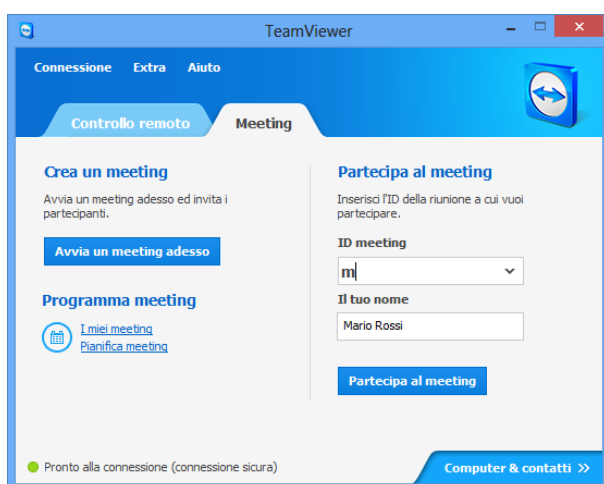 TeamViewer
Connessione Extra Aiuto
Controllo remoto
Meeting
Crea un meeting
Avvia un meeting adesso ed invita i
partecipanti.
Avvia un meeting adesso
Programma meeting
I miei meeting
Pianifica meeting
Partecipa al meeting
Inserisci l'ID della riunione a cui vuoi
partecipare.
ID meeting
m
Il tuo nome
Mario Rossi
Partecipa al meeting
Pronto alla connessione (connessione sicura)
Computer & contatti >>